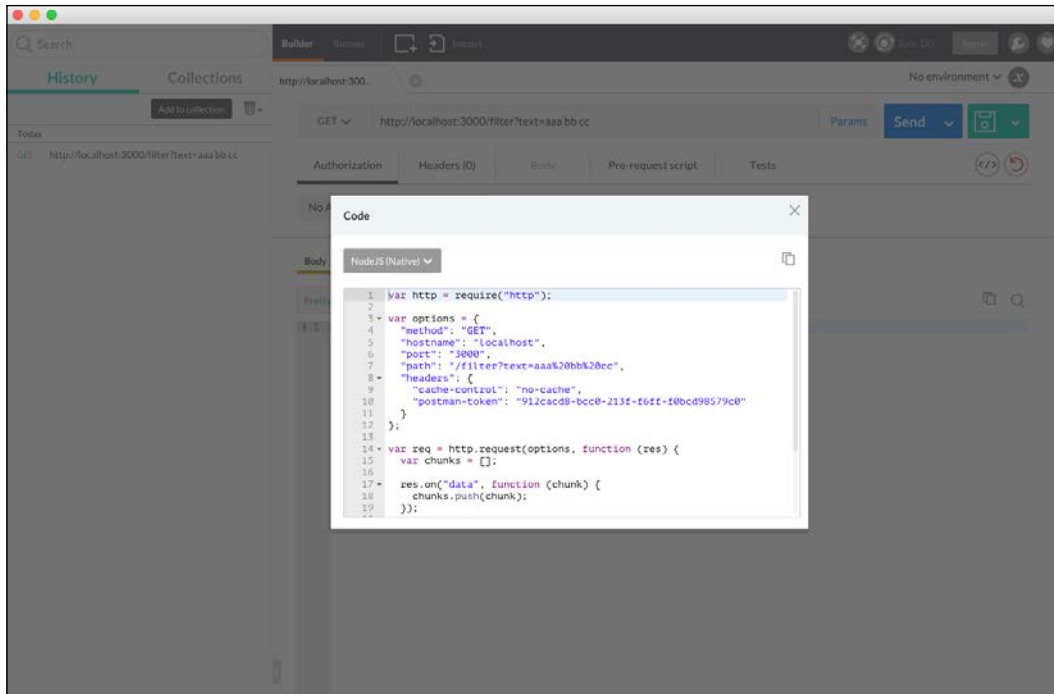 Search
Builder Runner Import
History Collections
http://localhost:300.. No environment
Add to collection
GET http://localhost:3000/filter?text=aaa bb cc Params Send
Today
GET http://localhost:3000/filter?text=aaa bb cc
Authorization Headers (0) Body Pre-request script Tests
No A
Code
Body
NodeJS (Native)
Pretty
1 var http = require("http");
2
3 var options = {
4 "method": "GET",
5 "hostname": "localhost",
6 "port": "3000",
7 "path": "/filter?text=aaa%20bb%20cc",
8 "headers": {
9 "cache-control": "no-cache",
10 "postman-token": "912cacd8-bcc0-213f-f6ff-f0bcd98579c0"
11 }
12 };
13
14 var req = http.request(options, function (res) {
15 var chunks = [];
16
17 res.on("data", function (chunk) {
18 chunks.push(chunk);
19 });